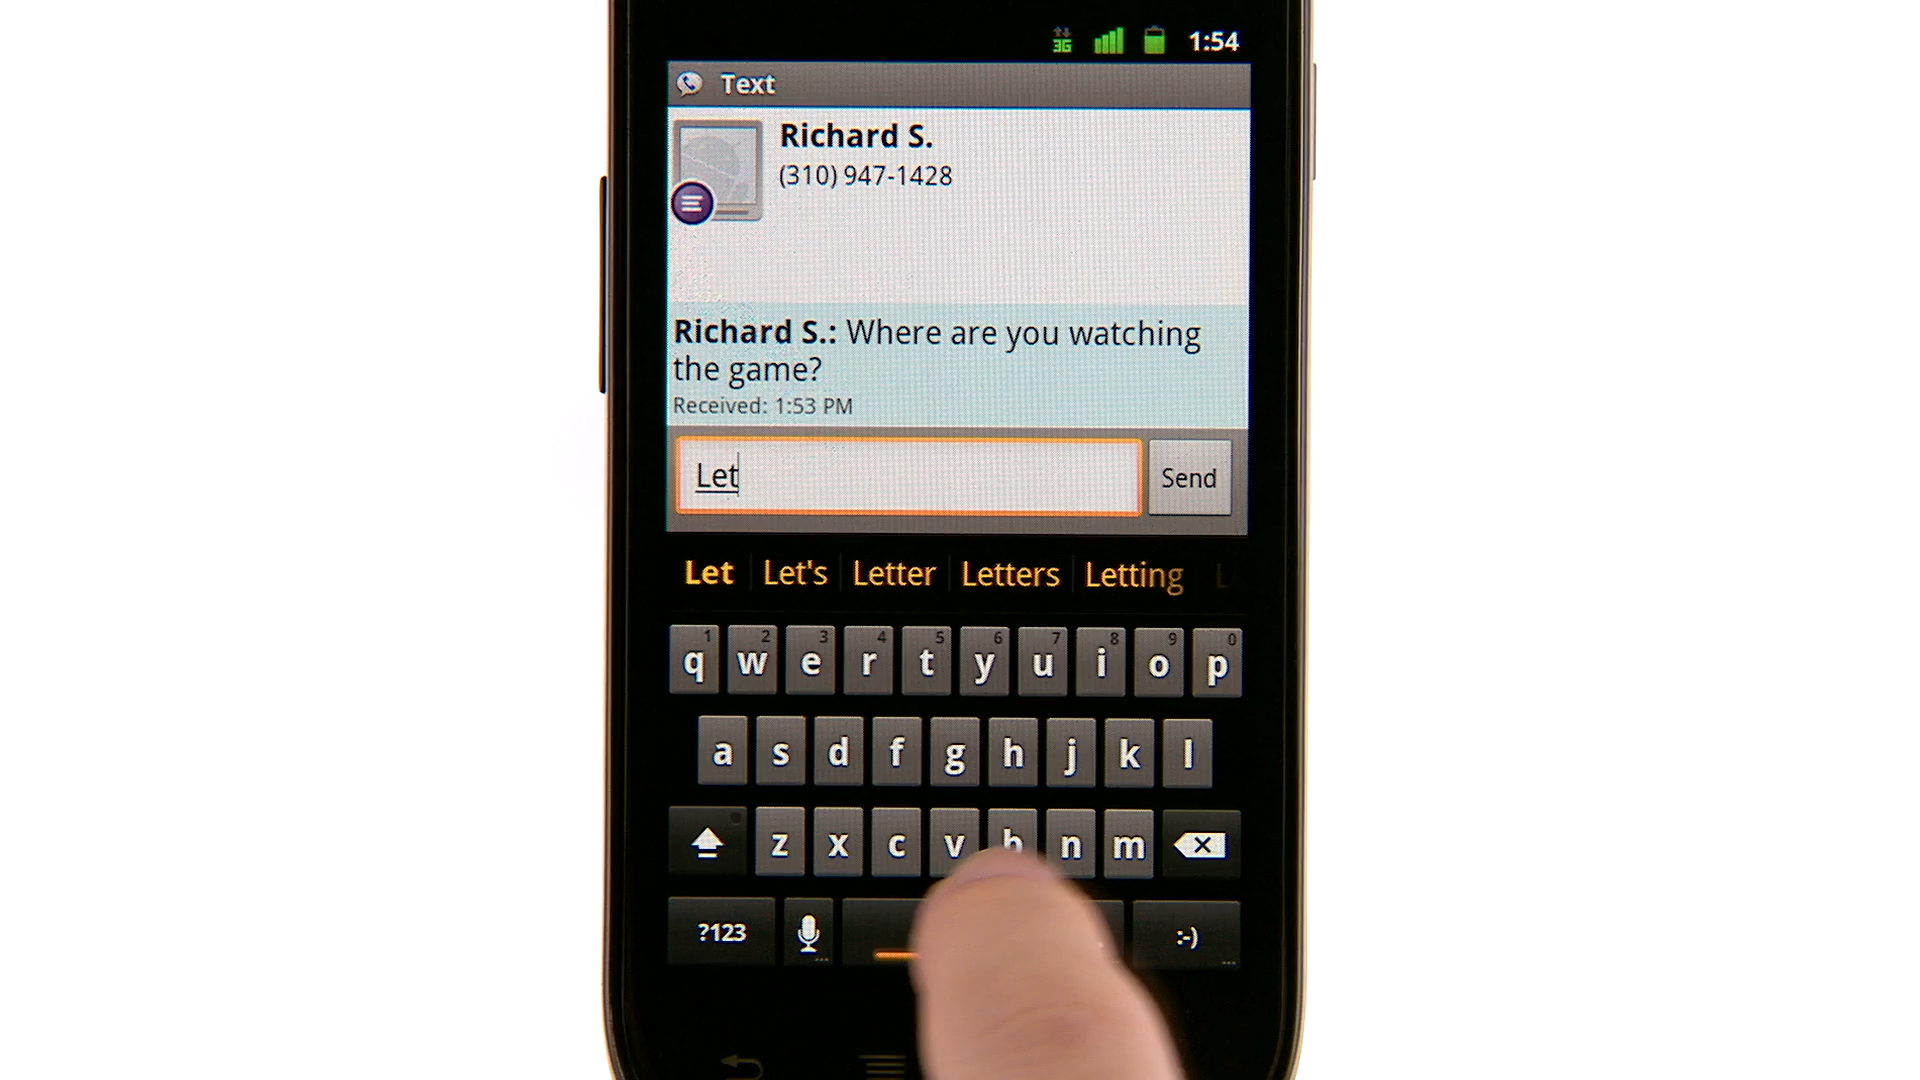 3G 1:54
Text
Richard S.
(310) 947-1428
Richard S.: Where are you watching
the game?
Received: 1:53 PM
Let
Send
Let Let's Letter Letters Letting
1 2 3 4 5 6 7 8 9 0
q w e r t y u i o p
a s d f g h j k l
z x c v b n m
?123 ... :-) ...